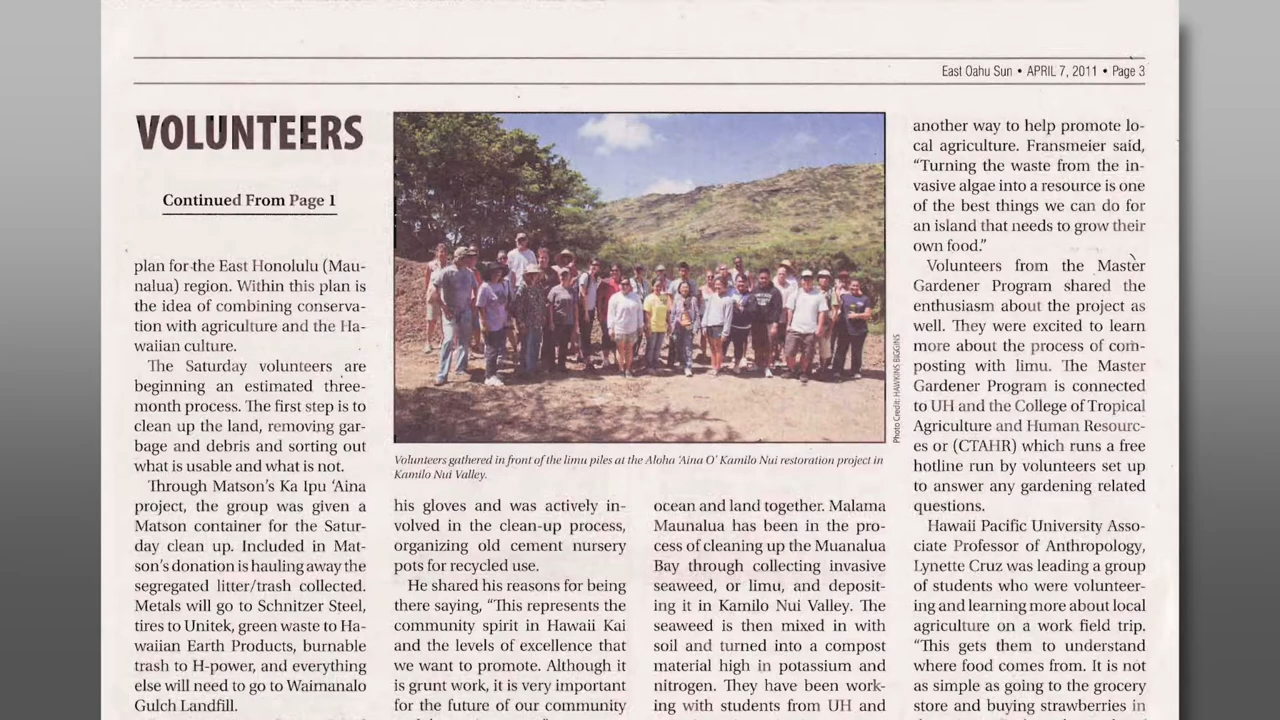 East Oahu Sun • APRIL 7, 2011 • Page 3
VOLUNTEERS
Continued From Page 1
plan for the East Honolulu (Mau-
nalua) region. Within this plan is
the idea of combining conserva-
tion with agriculture and the Ha-
waiian culture.
The Saturday volunteers are
beginning an estimated three-
month process. The first step is to
clean up the land, removing gar-
bage and debris and sorting out
what is usable and what is not.
Through Matson's Ka Ipu ‘Aina
project, the group was given a
Matson container for the Satur-
day clean up. Included in Mat-
son's donation is hauling away the
segregated litter/trash collected.
Metals will go to Schnitzer Steel,
tires to Unitek, green waste to Ha-
waiian Earth Products, burnable
trash to H-power, and everything
else will need to go to Waimanalo
Gulch Landfill.
Photo Credit: HAWKINS BIGGINS
Volunteers gathered in front of the limu piles at the Aloha ‘Aina O’ Kamilo Nui restoration project in
Kamilo Nui Valley.
his gloves and was actively in-
volved in the clean-up process,
organizing old cement nursery
pots for recycled use.
He shared his reasons for being
there saying, “This represents the
community spirit in Hawaii Kai
and the levels of excellence that
we want to promote. Although it
is grunt work, it is very important
for the future of our community
ocean and land together. Malama
Maunalua has been in the pro-
cess of cleaning up the Muanalua
Bay through collecting invasive
seaweed, or limu, and deposit-
ing it in Kamilo Nui Valley. The
seaweed is then mixed in with
soil and turned into a compost
material high in potassium and
nitrogen. They have been work-
ing with students from UH and
another way to help promote lo-
cal agriculture. Fransmeier said,
“Turning the waste from the in-
vasive algae into a resource is one
of the best things we can do for
an island that needs to grow their
own food.”
Volunteers from the Master
Gardener Program shared the
enthusiasm about the project as
well. They were excited to learn
more about the process of com-
posting with limu. The Master
Gardener Program is connected
to UH and the College of Tropical
Agriculture and Human Resourc-
es or (CTAHR) which runs a free
hotline run by volunteers set up
to answer any gardening related
questions.
Hawaii Pacific University Asso-
ciate Professor of Anthropology,
Lynette Cruz was leading a group
of students who were volunteer-
ing and learning more about local
agriculture on a work field trip.
“This gets them to understand
where food comes from. It is not
as simple as going to the grocery
store and buying strawberries in